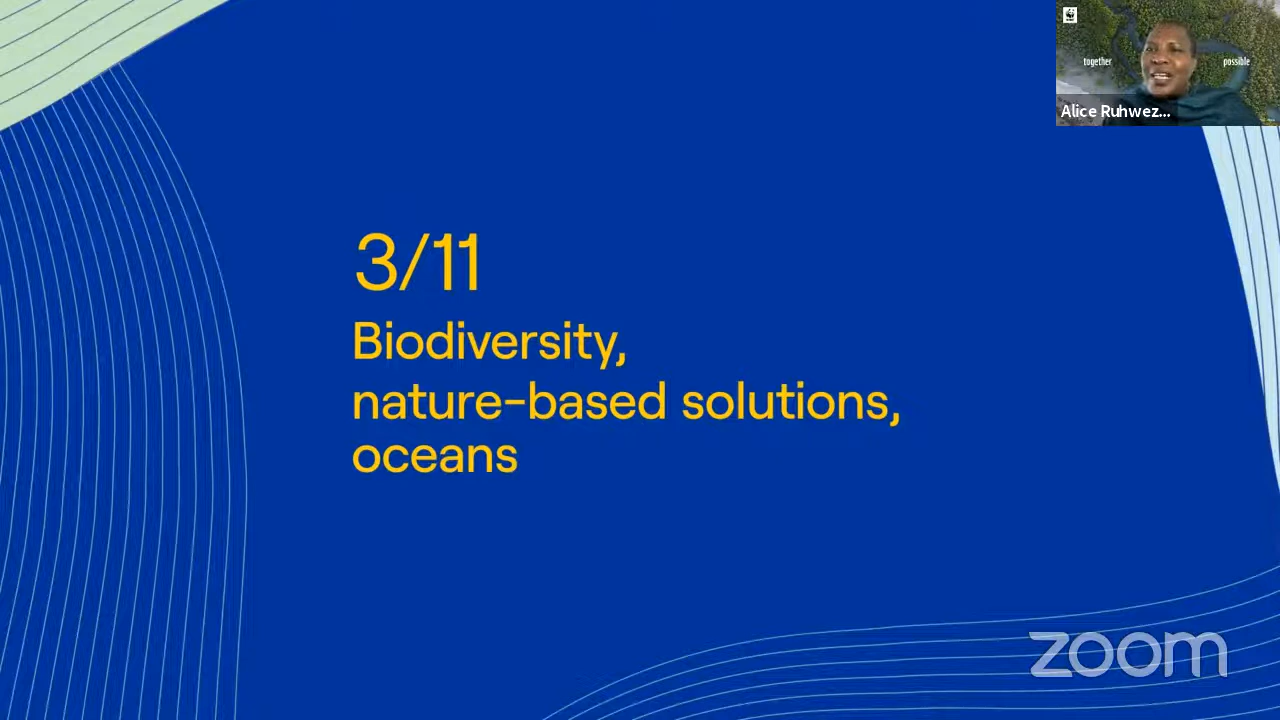 together possible
Alice Ruhwez...
3/11
Biodiversity,
nature-based solutions,
oceans
zoom